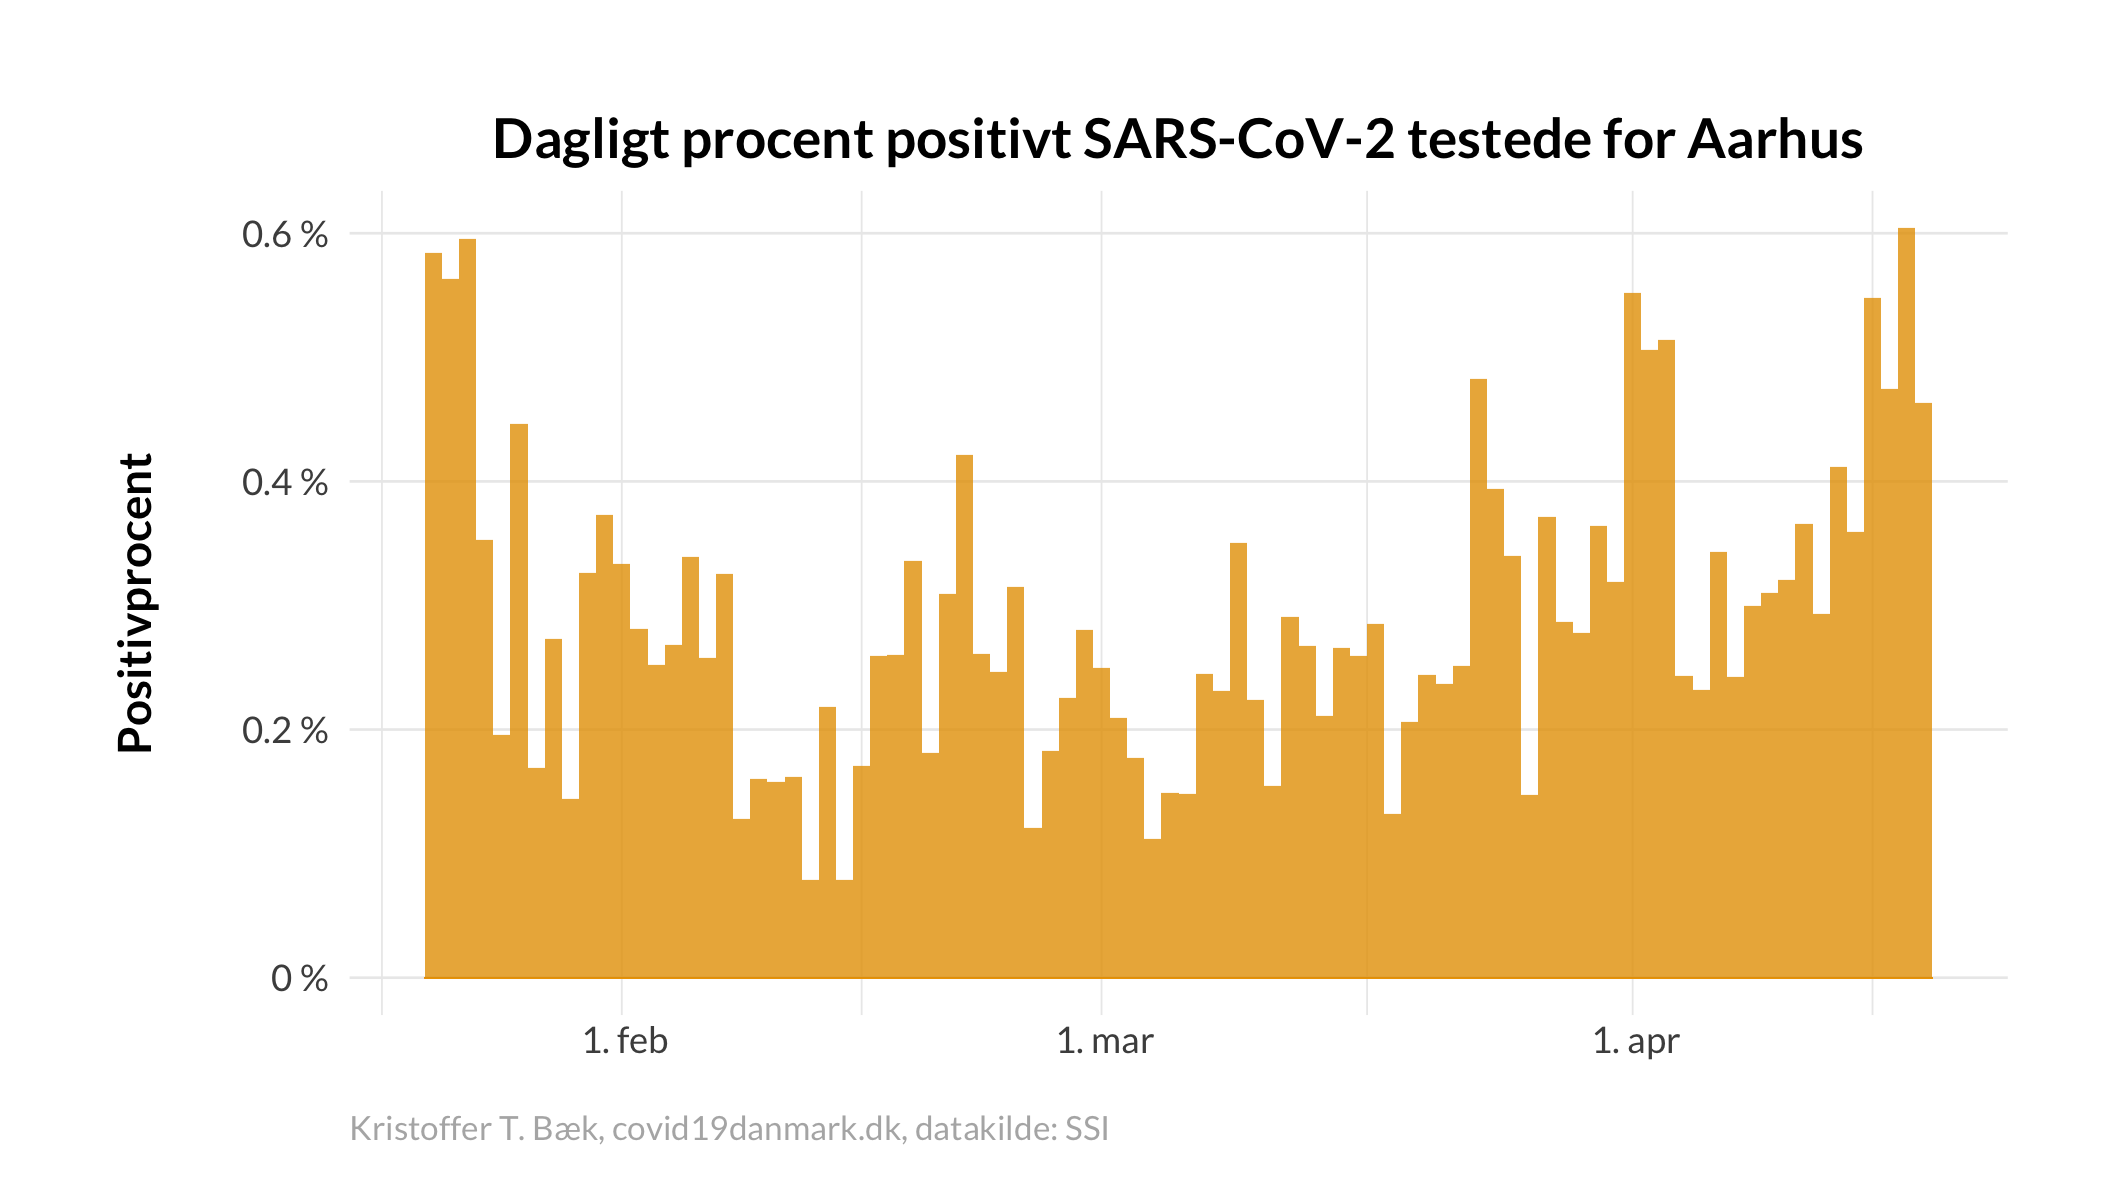 Dagligt procent positivt SARS-CoV-2 testede for Aarhus
Positivprocent
0.6 %
0.4 %
0.2 %
0 %
1. feb
1. mar
1. apr
Kristoffer T. Bæk, covid19danmark.dk, datakilde: SSI